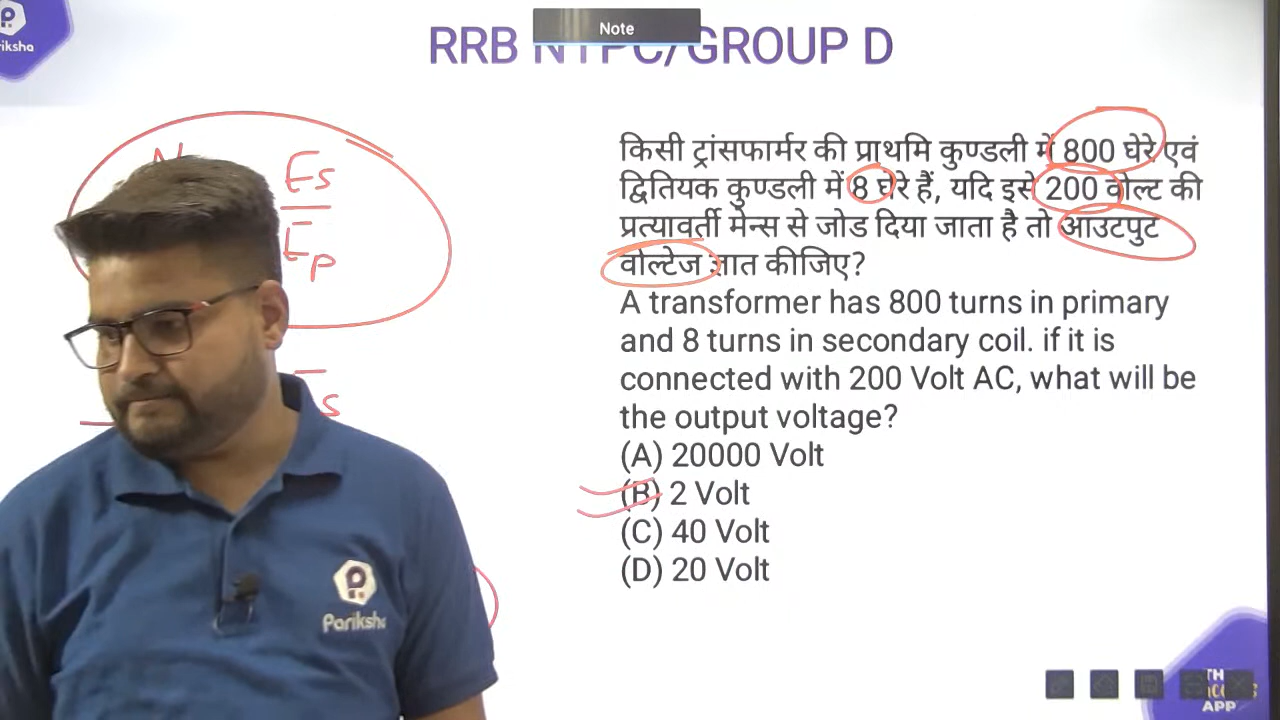 riksha
Note
RRB NTPC/GROUP D
किसी ट्रांसफार्मर की प्राथमि कुण्डली में 800 घेरे एवं
द्वितियक कुण्डली में 8 घेरे हैं, यदि इसे 200 वोल्ट की
प्रत्यावर्ती मेन्स से जोड दिया जाता है तो आउटपुट
वोल्टेज ज्ञात कीजिए?
A transformer has 800 turns in primary
and 8 turns in secondary coil. if it is
connected with 200 Volt AC, what will be
the output voltage?
(A) 20000 Volt
(B) 2 Volt
(C) 40 Volt
(D) 20 Volt
Es
Ep
s
Pariksha
APP